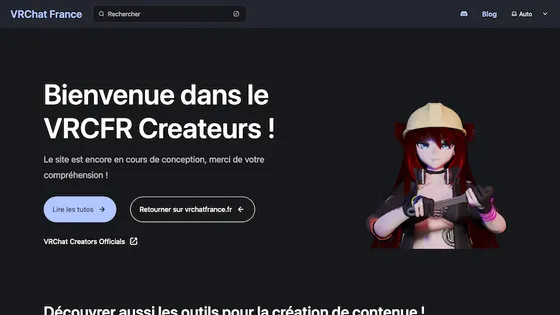 VRChat France
Rechercher
Blog
Auto
Bienvenue dans le
VRCFR Createurs !
Le site est encore en cours de conception, merci de votre
compréhension !
Lire les tutos
Retourner sur vrchatfrance.fr
VRChat Creators Officials
Découvrer aussi les outils pour la création de contenue !